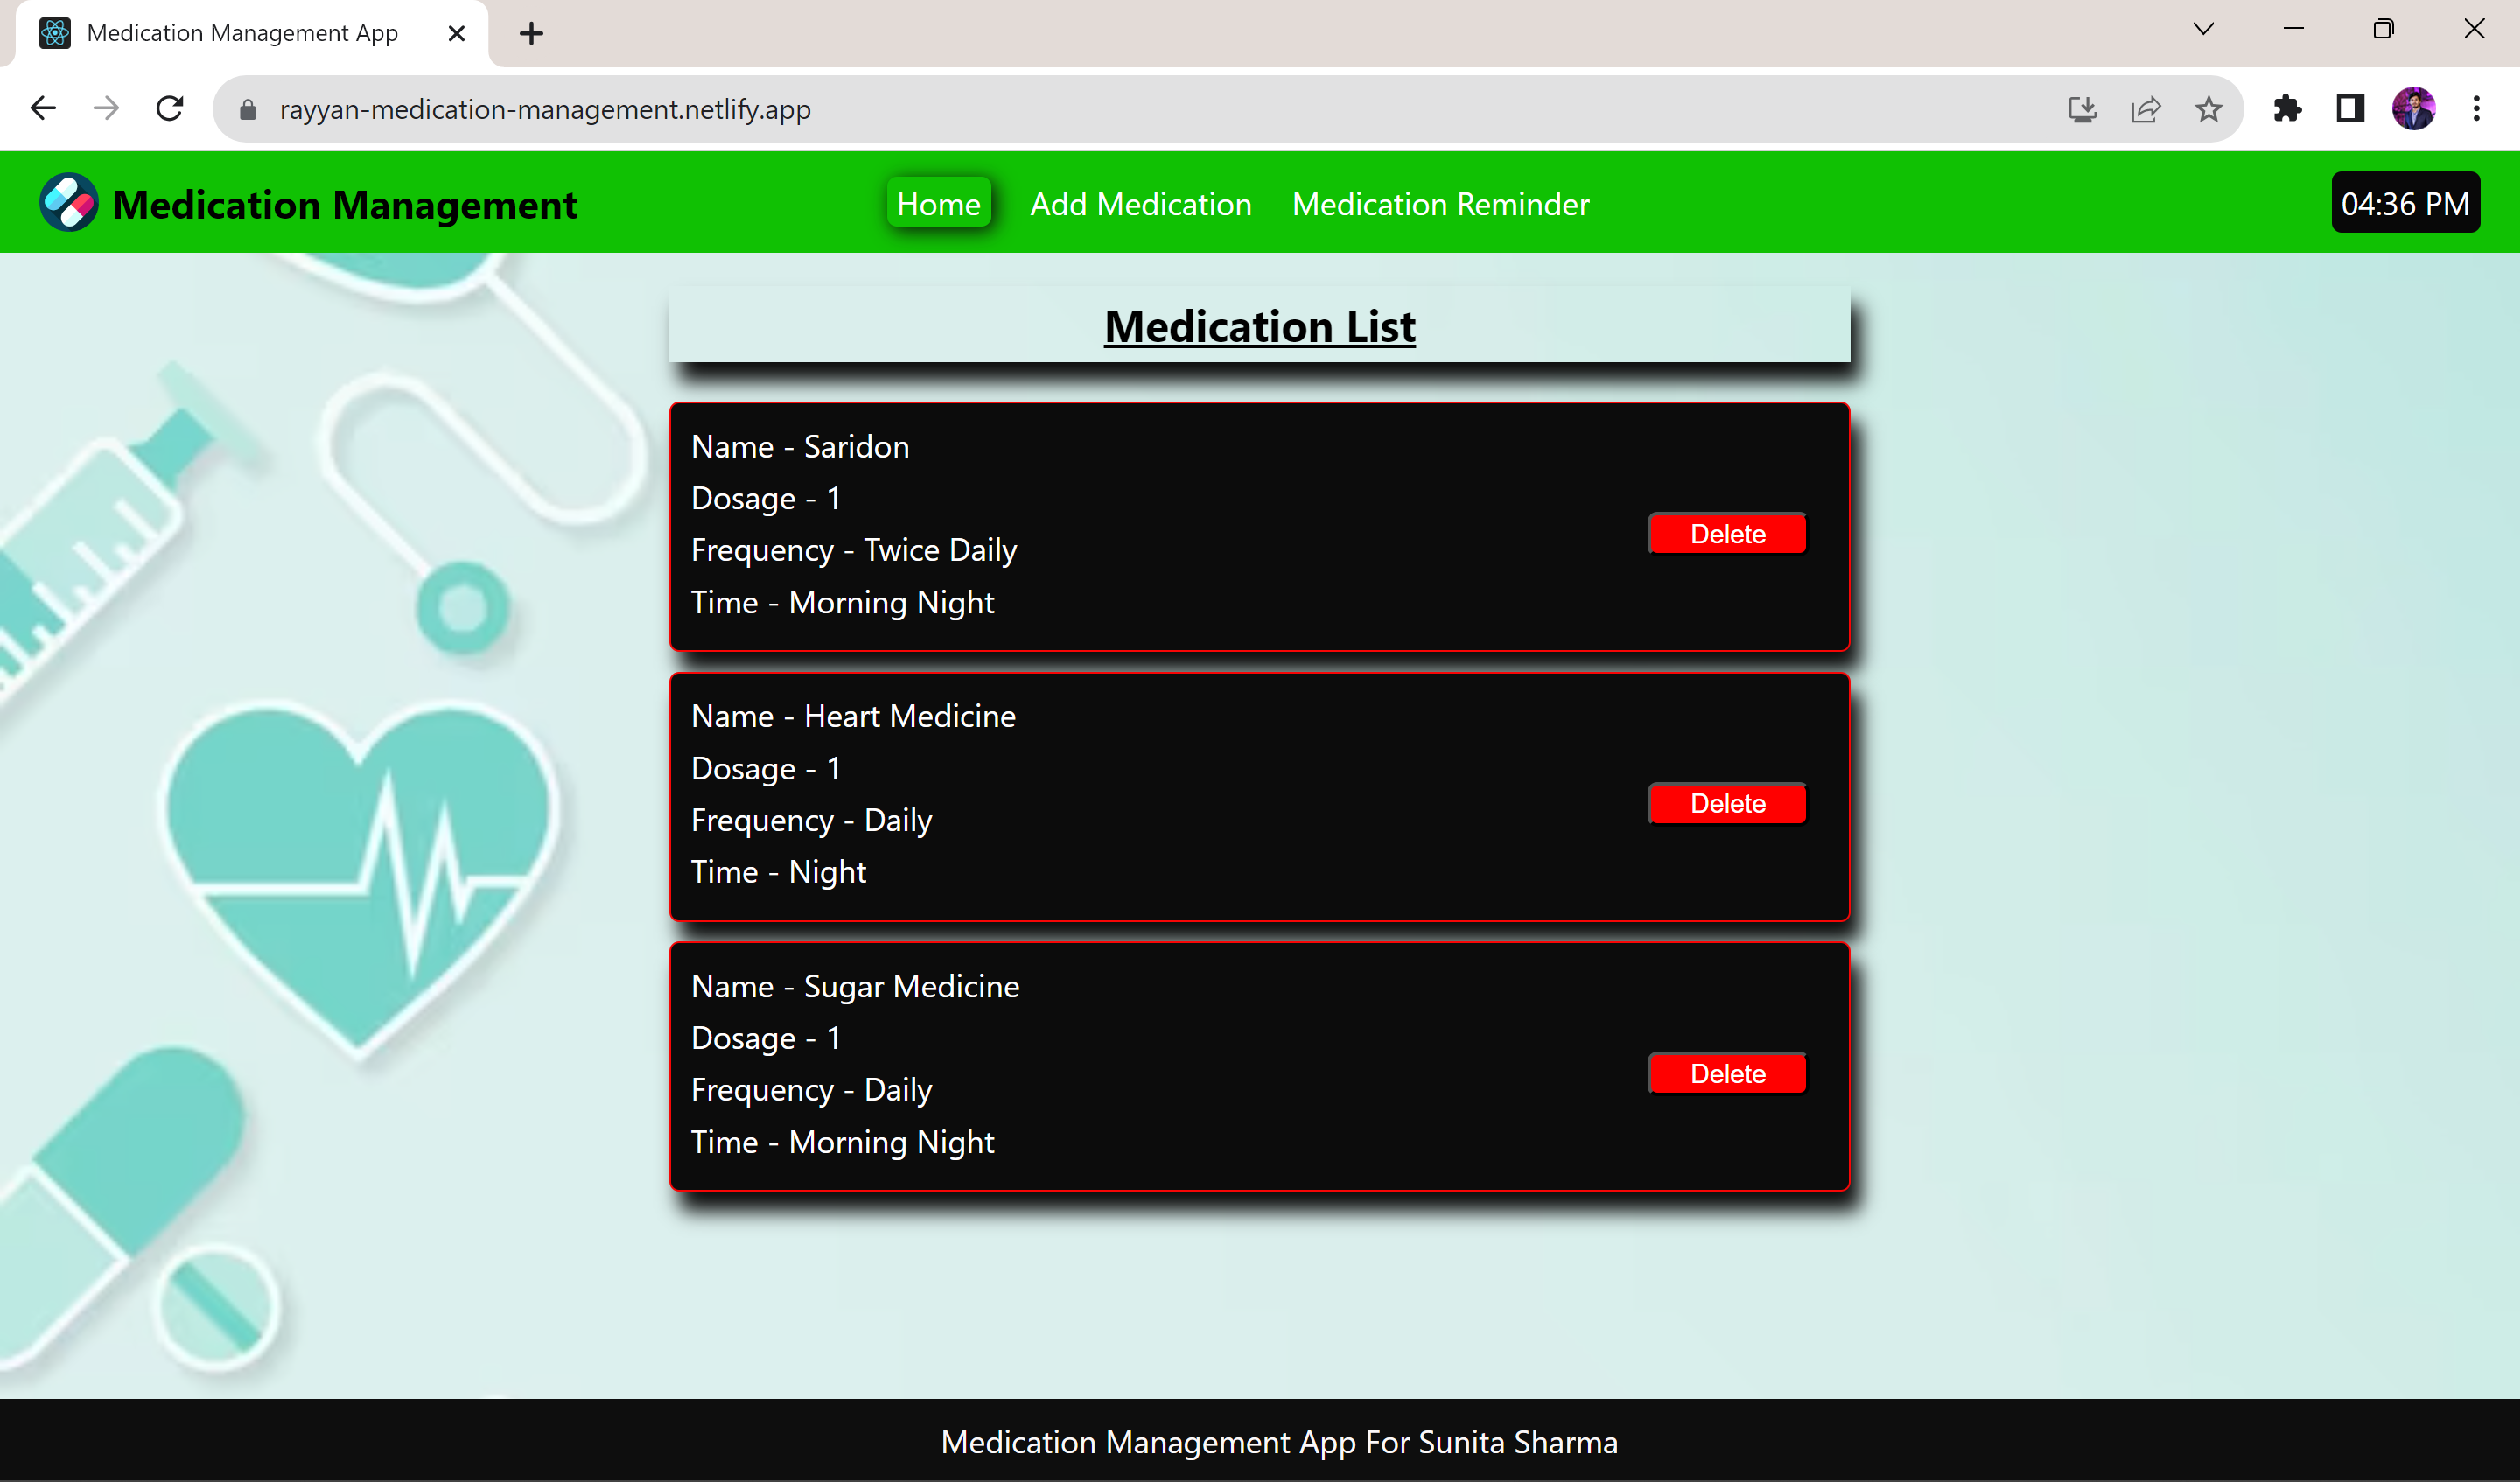 Medication Management App
rayyan-medication-management.netlify.app
Medication Management
Home
Add Medication
Medication Reminder
04:36 PM
Medication List
Name - Saridon
Dosage - 1
Frequency - Twice Daily
Time - Morning Night
Delete
Name - Heart Medicine
Dosage - 1
Frequency - Daily
Time - Night
Delete
Name - Sugar Medicine
Dosage - 1
Frequency - Daily
Time - Morning Night
Delete
Medication Management App For Sunita Sharma